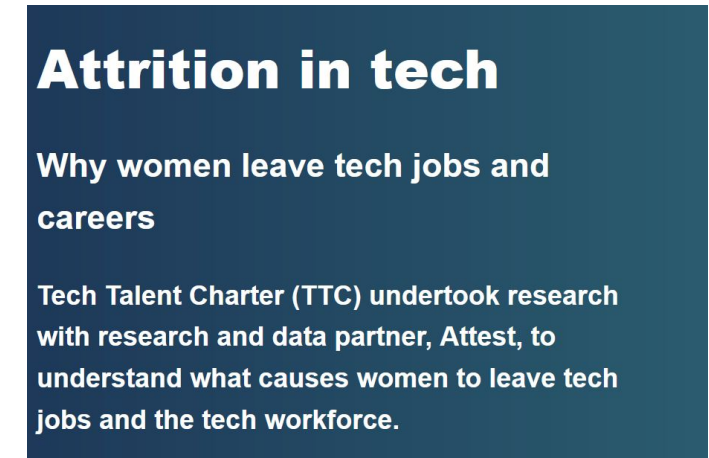 Attrition in tech
Why women leave tech jobs and
careers
Tech Talent Charter (TTC) undertook research
with research and data partner, Attest, to
understand what causes women to leave tech
jobs and the tech workforce.